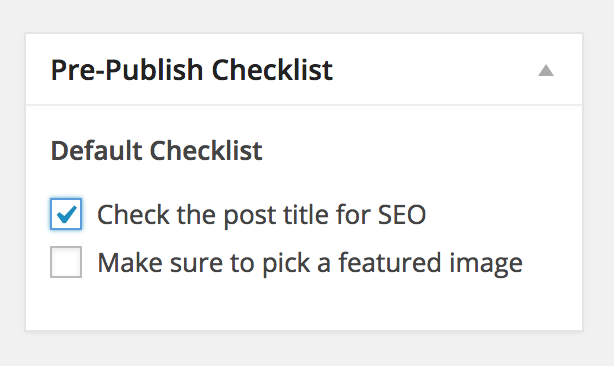 Pre-Publish Checklist
Default Checklist
Check the post title for SEO
Make sure to pick a featured image